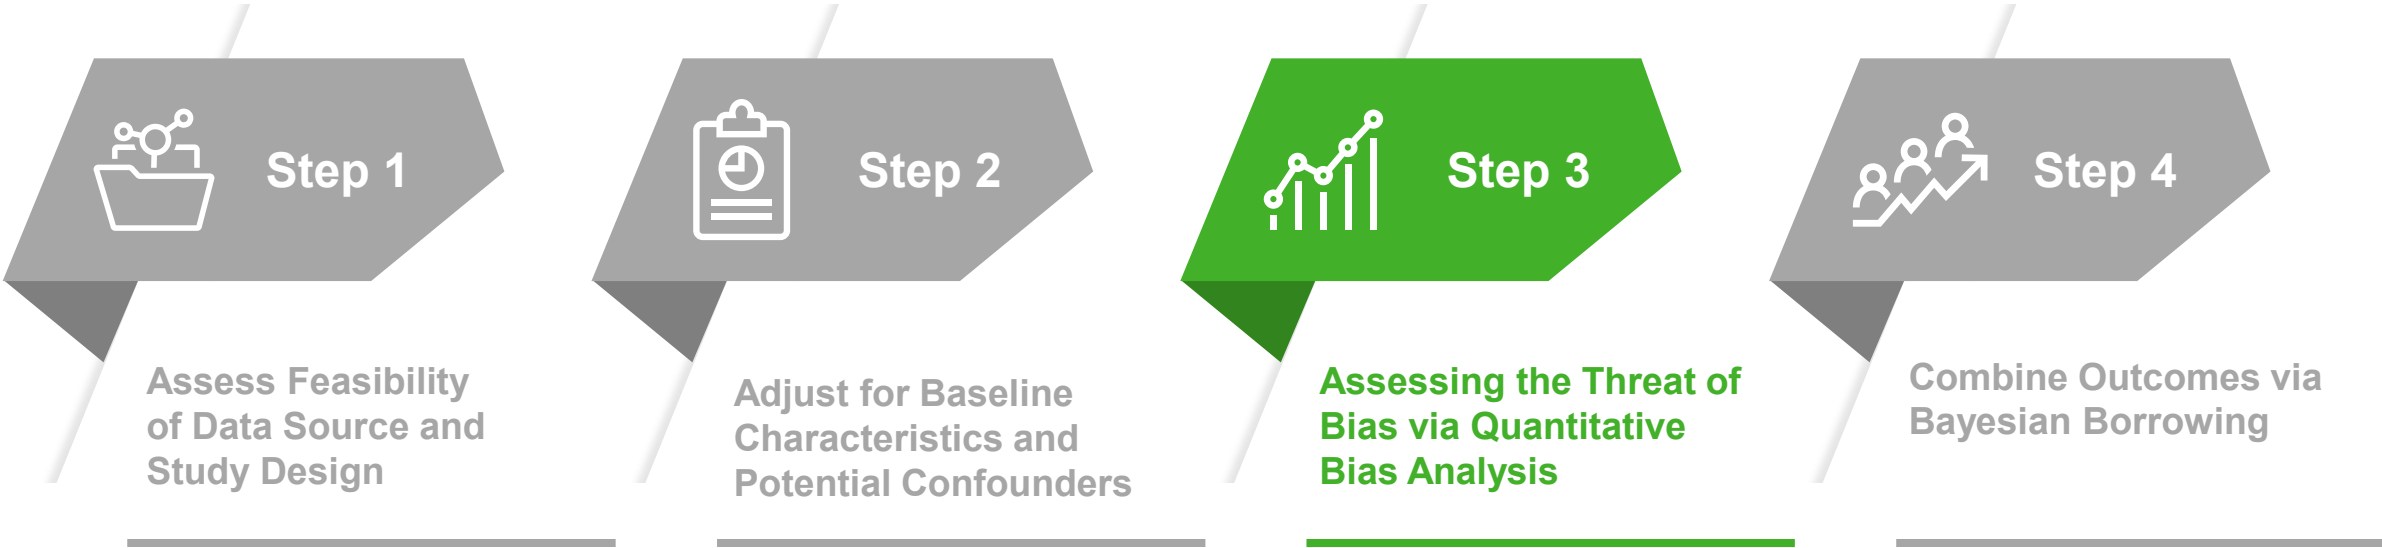 Step 1
Assess Feasibility
of Data Source and
Study Design
Step 2
Adjust for Baseline
Characteristics and
Potential Confounders
Step 3
Assessing the Threat of
Bias via Quantitative
Bias Analysis
Step 4
Combine Outcomes via
Bayesian Borrowing